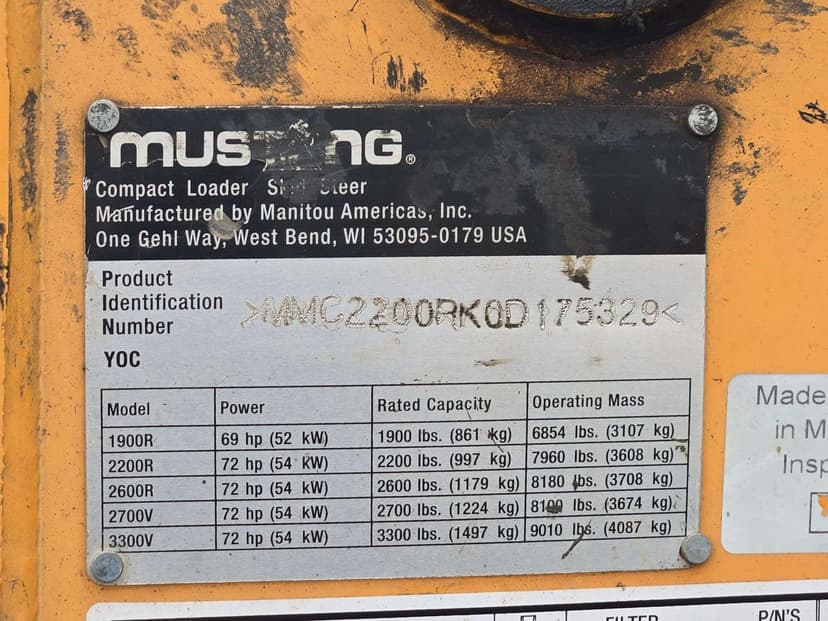 MUSTANG®
Compact Loader Skid Steer
Manufactured by Manitou Americas, Inc.
One Gehl Way, West Bend, WI 53095-0179 USA
Product
Identification
Number
>MMC2200RK0D175329<
YOC
Model Power Rated Capacity Operating Mass
1900R 69 hp (52 kW) 1900 lbs. (861 kg) 6854 lbs. (3107 kg)
2200R 72 hp (54 kW) 2200 lbs. (997 kg) 7960 lbs. (3608 kg)
2600R 72 hp (54 kW) 2600 lbs. (1179 kg) 8180 lbs. (3708 kg)
2700V 72 hp (54 kW) 2700 lbs. (1224 kg) 8100 lbs. (3674 kg)
3300V 72 hp (54 kW) 3300 lbs. (1497 kg) 9010 lbs. (4087 kg)
Made
in M
Insp
FILTER P/N'S